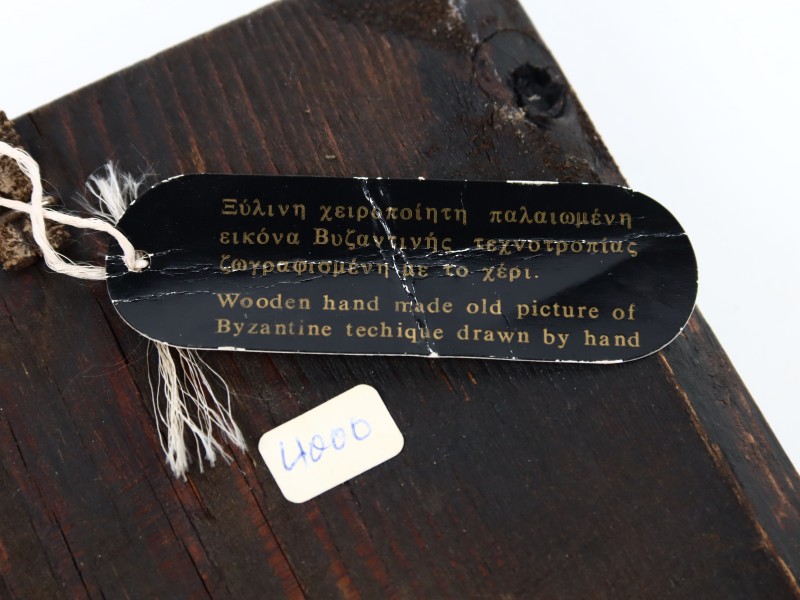 Ξύλινη χειροποίητη παλαιωμένη
εικόνα Βυζαντινής τεχνοτροπίας
ζωγραφισμένη με το χέρι.
Wooden hand made old picture of
Byzantine techique drawn by hand
4000